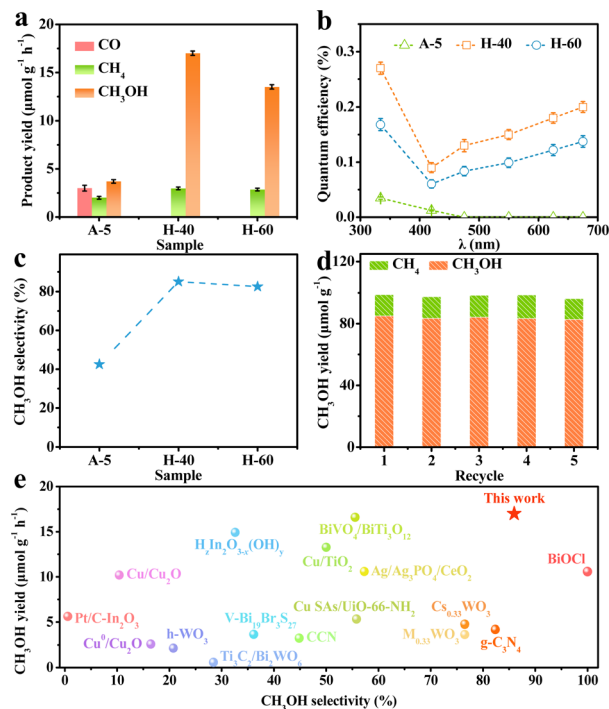 a
Product yield (μmol g⁻¹ h⁻¹)
20
15
10
5
0
CO
CH₄
CH₃OH
A-5 H-40 H-60
Sample
b
Quantum efficiency (%)
0.3
0.2
0.1
0.0
A-5 H-40 H-60
300 400 500 600 700
λ (nm)
c
CH₃OH selectivity (%)
80
60
40
20
0
A-5 H-40 H-60
Sample
d
CH₃OH yield (μmol g⁻¹)
120
80
40
0
CH₄ CH₃OH
1 2 3 4 5
Recycle
e
CH₃OH yield (μmol g⁻¹ h⁻¹)
20
15
10
5
0
This work
BiVO₄/BiTi₃O₁₂
HzIn₂O₃₋ₓ(OH)y
Cu/TiO₂
BiOCl
Cu/Cu₂O
Ag/Ag₃PO₄/CeO₂
Pt/C-In₂O₃
Cu SAs/UiO-66-NH₂
Cs₀.₃₃WO₃
V-Bi₁₉Br₃S₂₇
h-WO₃
Cu⁰/Cu₂O
CCN
M₀.₃₃WO₃
g-C₃N₄
Ti₃C₂/Bi₂WO₆
0 10 20 30 40 50 60 70 80 90 100
CH₃OH selectivity (%)